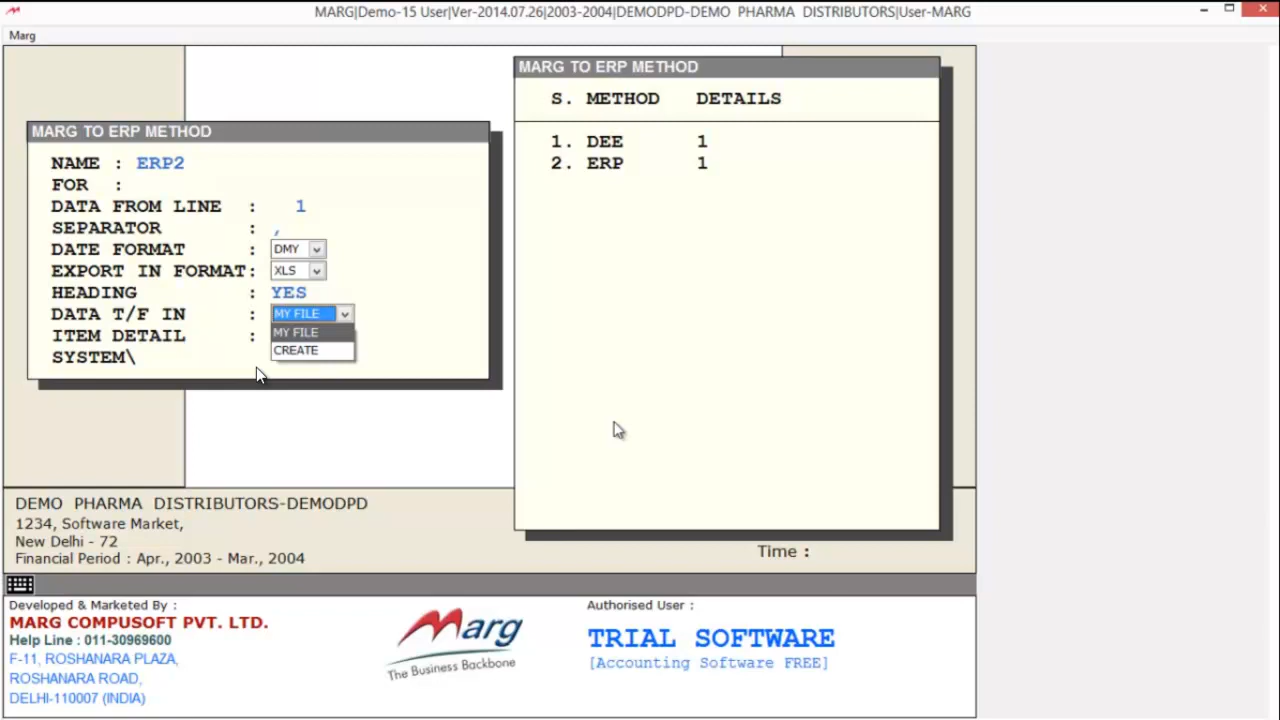 MARG|Demo-15 User|Ver-2014.07.26|2003-2004|DEMODPD-DEMO PHARMA DISTRIBUTORS|User-MARG
Marg
MARG TO ERP METHOD
NAME : ERP2
FOR :
DATA FROM LINE : 1
SEPARATOR : ,
DATE FORMAT : DMY
EXPORT IN FORMAT: XLS
HEADING : YES
DATA T/F IN : MY FILE
MY FILE
ITEM DETAIL :
CREATE
SYSTEM\
MARG TO ERP METHOD
S. METHOD DETAILS
1. DEE 1
2. ERP 1
DEMO PHARMA DISTRIBUTORS-DEMODPD
1234, Software Market,
New Delhi - 72
Financial Period : Apr., 2003 - Mar., 2004
Time :
Developed & Marketed By :
MARG COMPUSOFT PVT. LTD.
Help Line : 011-30969600
F-11, ROSHANARA PLAZA,
ROSHANARA ROAD,
DELHI-110007 (INDIA)
Marg
The Business Backbone
Authorised User :
TRIAL SOFTWARE
[Accounting Software FREE]